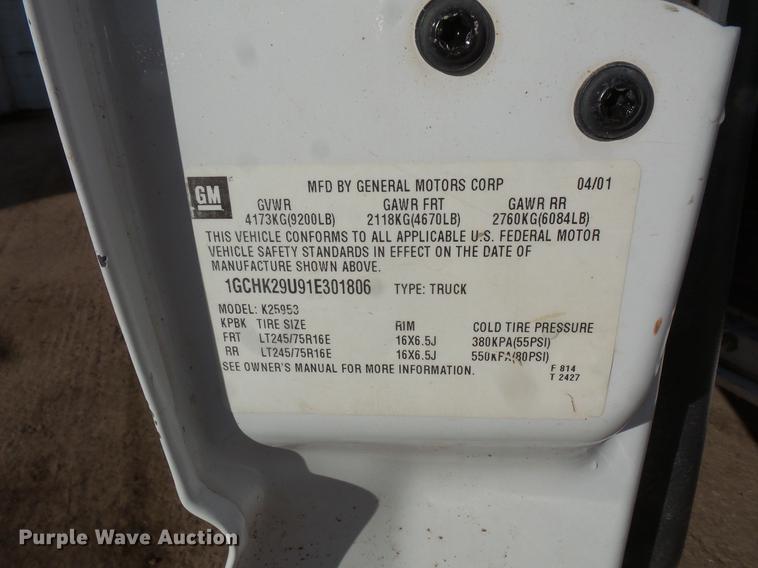 GM
MFD BY GENERAL MOTORS CORP 04/01
GVWR GAWR FRT GAWR RR
4173KG(9200LB) 2118KG(4670LB) 2760KG(6084LB)
THIS VEHICLE CONFORMS TO ALL APPLICABLE U.S. FEDERAL MOTOR
VEHICLE SAFETY STANDARDS IN EFFECT ON THE DATE OF
MANUFACTURE SHOWN ABOVE.
1GCHK29U91E301806 TYPE: TRUCK
MODEL: K25953
KPBK TIRE SIZE RIM COLD TIRE PRESSURE
FRT LT245/75R16E 16X6.5J 380KPA(55PSI)
RR LT245/75R16E 16X6.5J 550KPA(80PSI)
SEE OWNER'S MANUAL FOR MORE INFORMATION.
F 814
T 2427
Purple Wave Auction